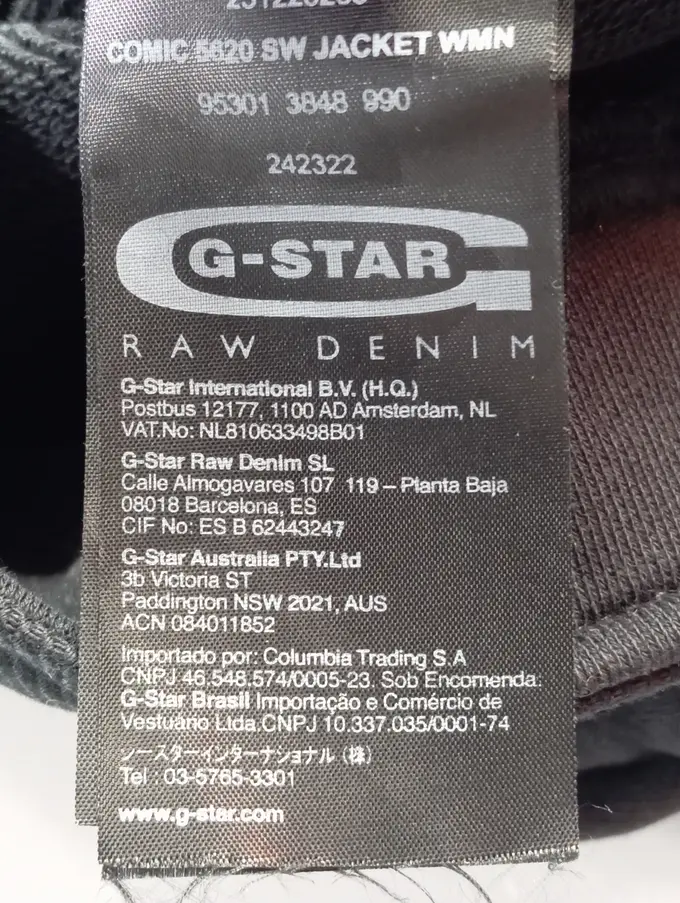 COMIC 5620 SW JACKET WMN
95301 3848 990
242322
G-STAR
RAW DENIM
G-Star International B.V. (H.Q.)
Postbus 12177, 1100 AD Amsterdam, NL
VAT.No: NL810633498B01
G-Star Raw Denim SL
Calle Almogavares 107 119 – Planta Baja
08018 Barcelona, ES
CIF No: ES B 62443247
G-Star Australia PTY.Ltd
3b Victoria ST
Paddington NSW 2021, AUS
ACN 084011852
Importado por: Columbia Trading S.A
CNPJ 46.548.574/0005-23. Sob Encomenda.
G-Star Brasil Importação e Comércio de
Vestuário Ltda.CNPJ 10.337.035/0001-74
ジースターインターナショナル (株)
Tel : 03-5765-3301
www.g-star.com